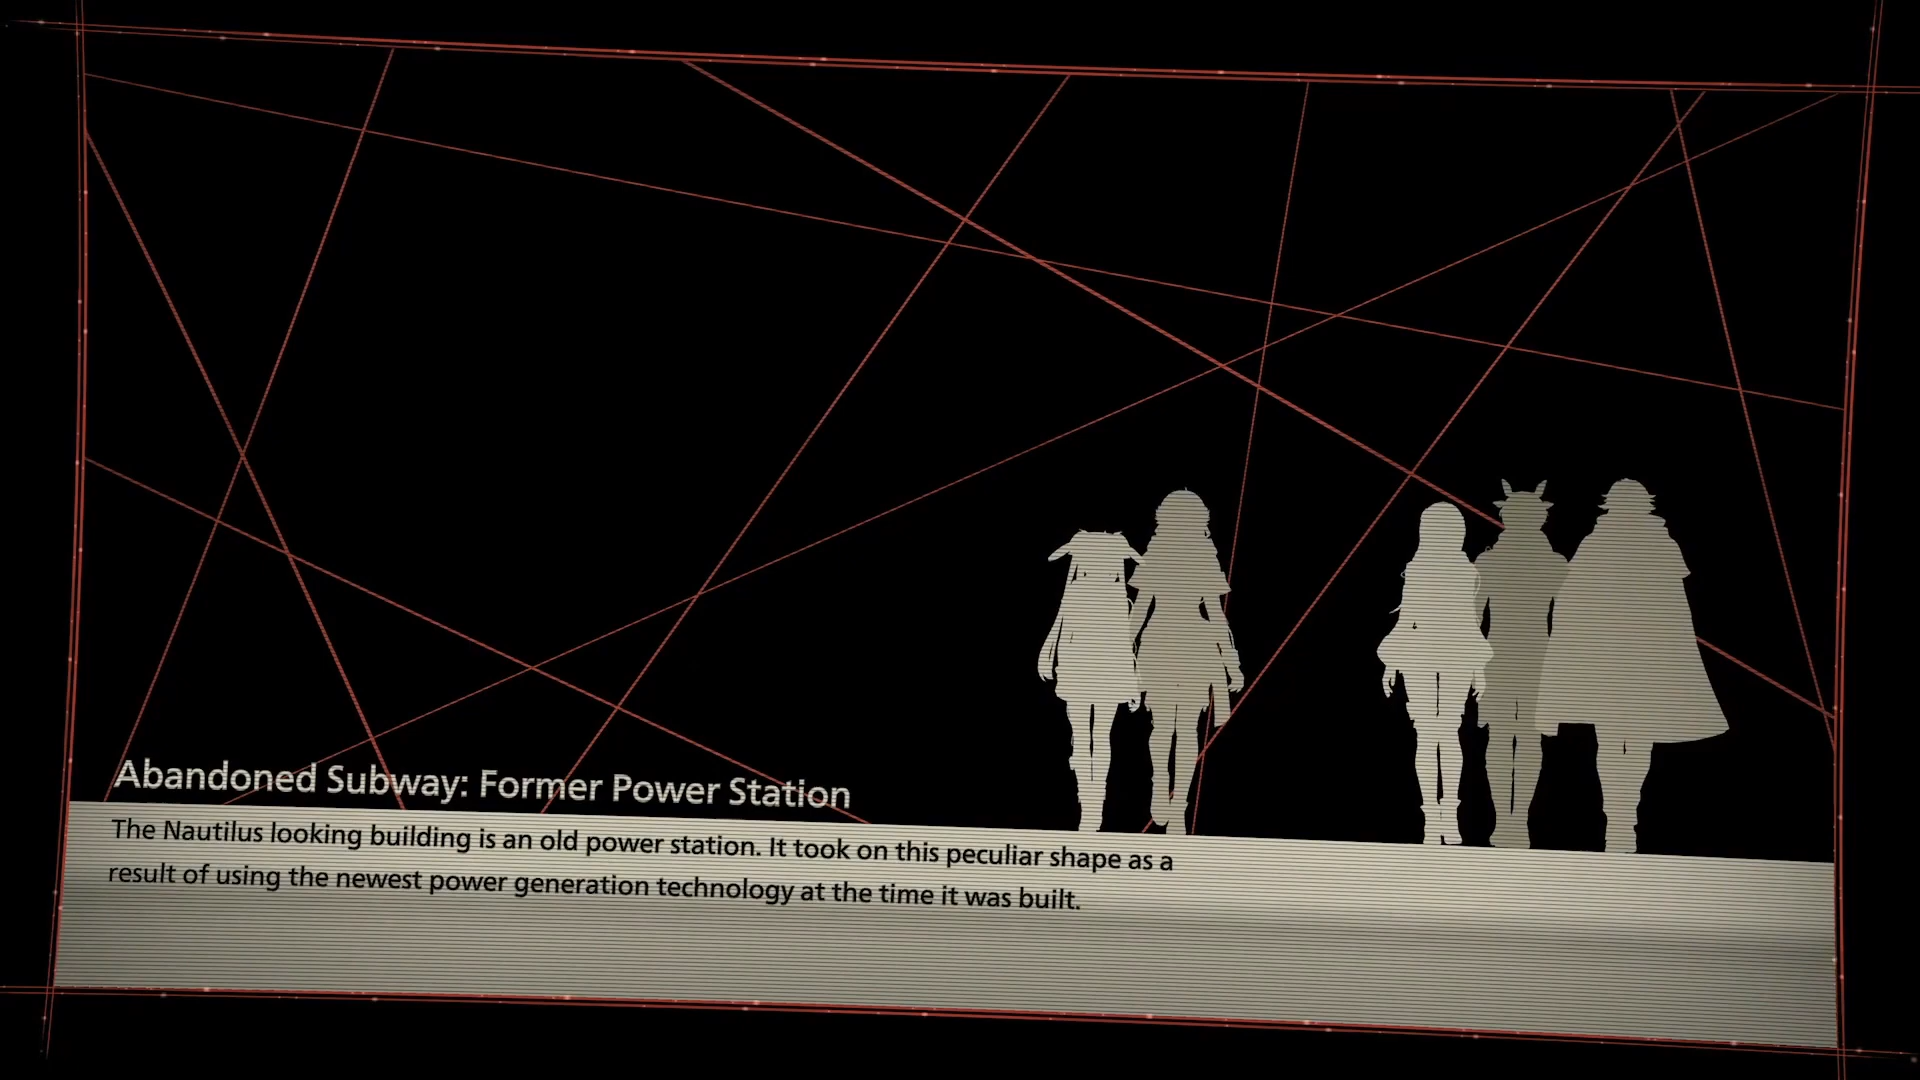 Abandoned Subway: Former Power Station
The Nautilus looking building is an old power station. It took on this peculiar shape as a
result of using the newest power generation technology at the time it was built.